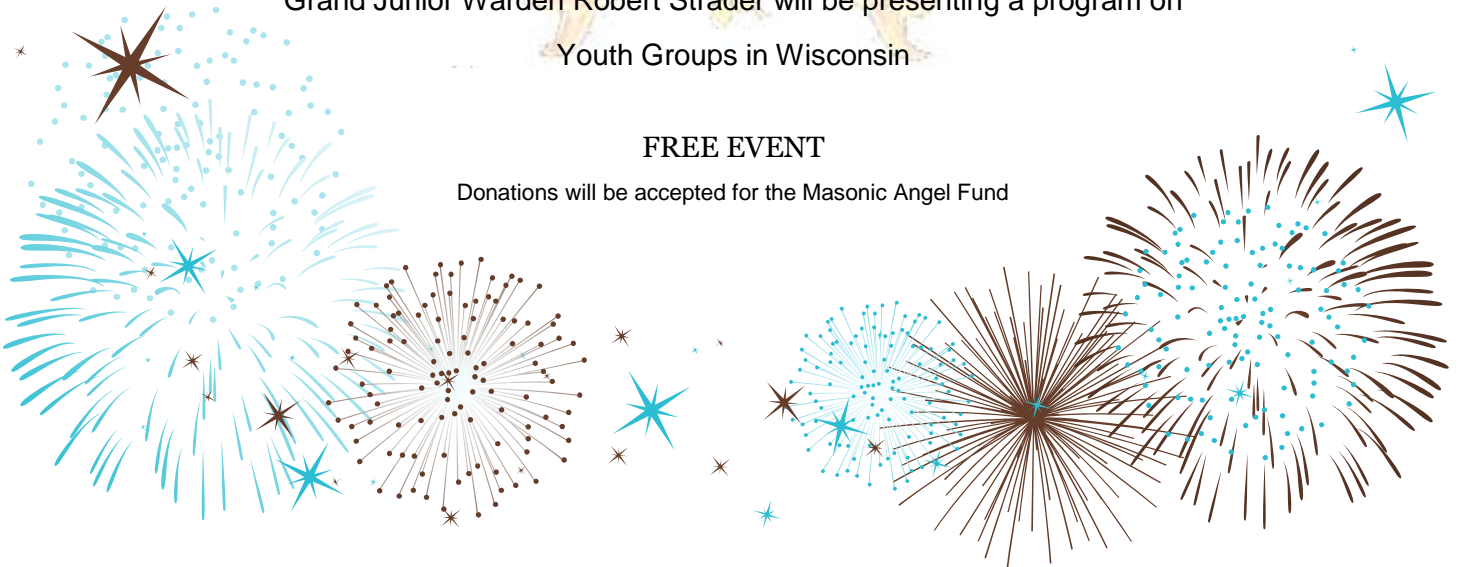 Grand Junior Warden Robert Strader will be presenting a program on
Youth Groups in Wisconsin
FREE EVENT
Donations will be accepted for the Masonic Angel Fund